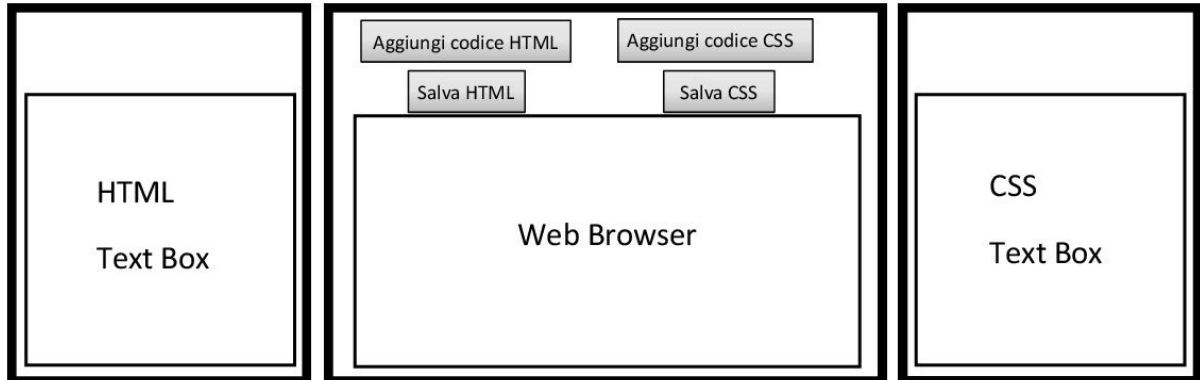 HTML
Text Box
Aggiungi codice HTML
Aggiungi codice CSS
Salva HTML
Salva CSS
Web Browser
CSS
Text Box